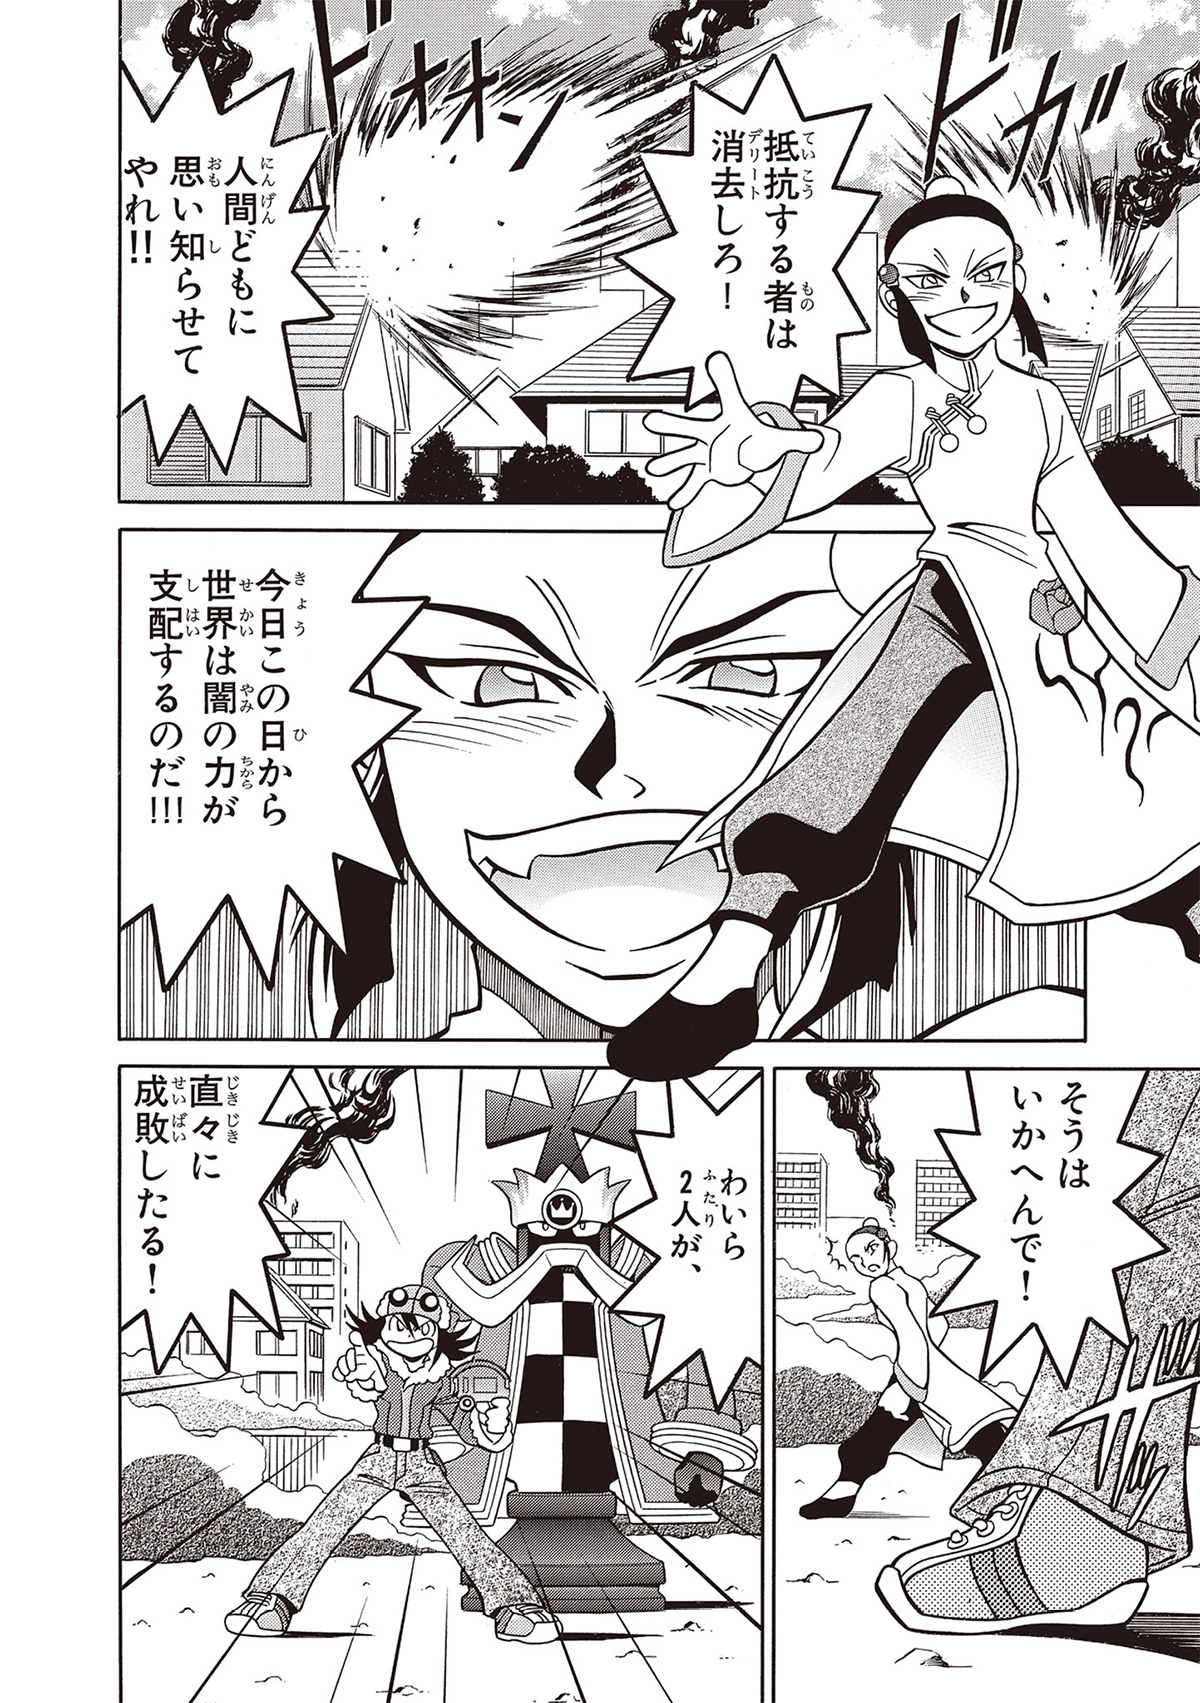 ドガ
抵抗する者は
消去しろ!
ドォオン
人間どもに
思い知らせて
やれ!!
今日この日から
世界は闇の力が
支配するのだ!!!
そうは
いかへんで!
ザッ
わいら
2人が、
直々に
成敗したる!